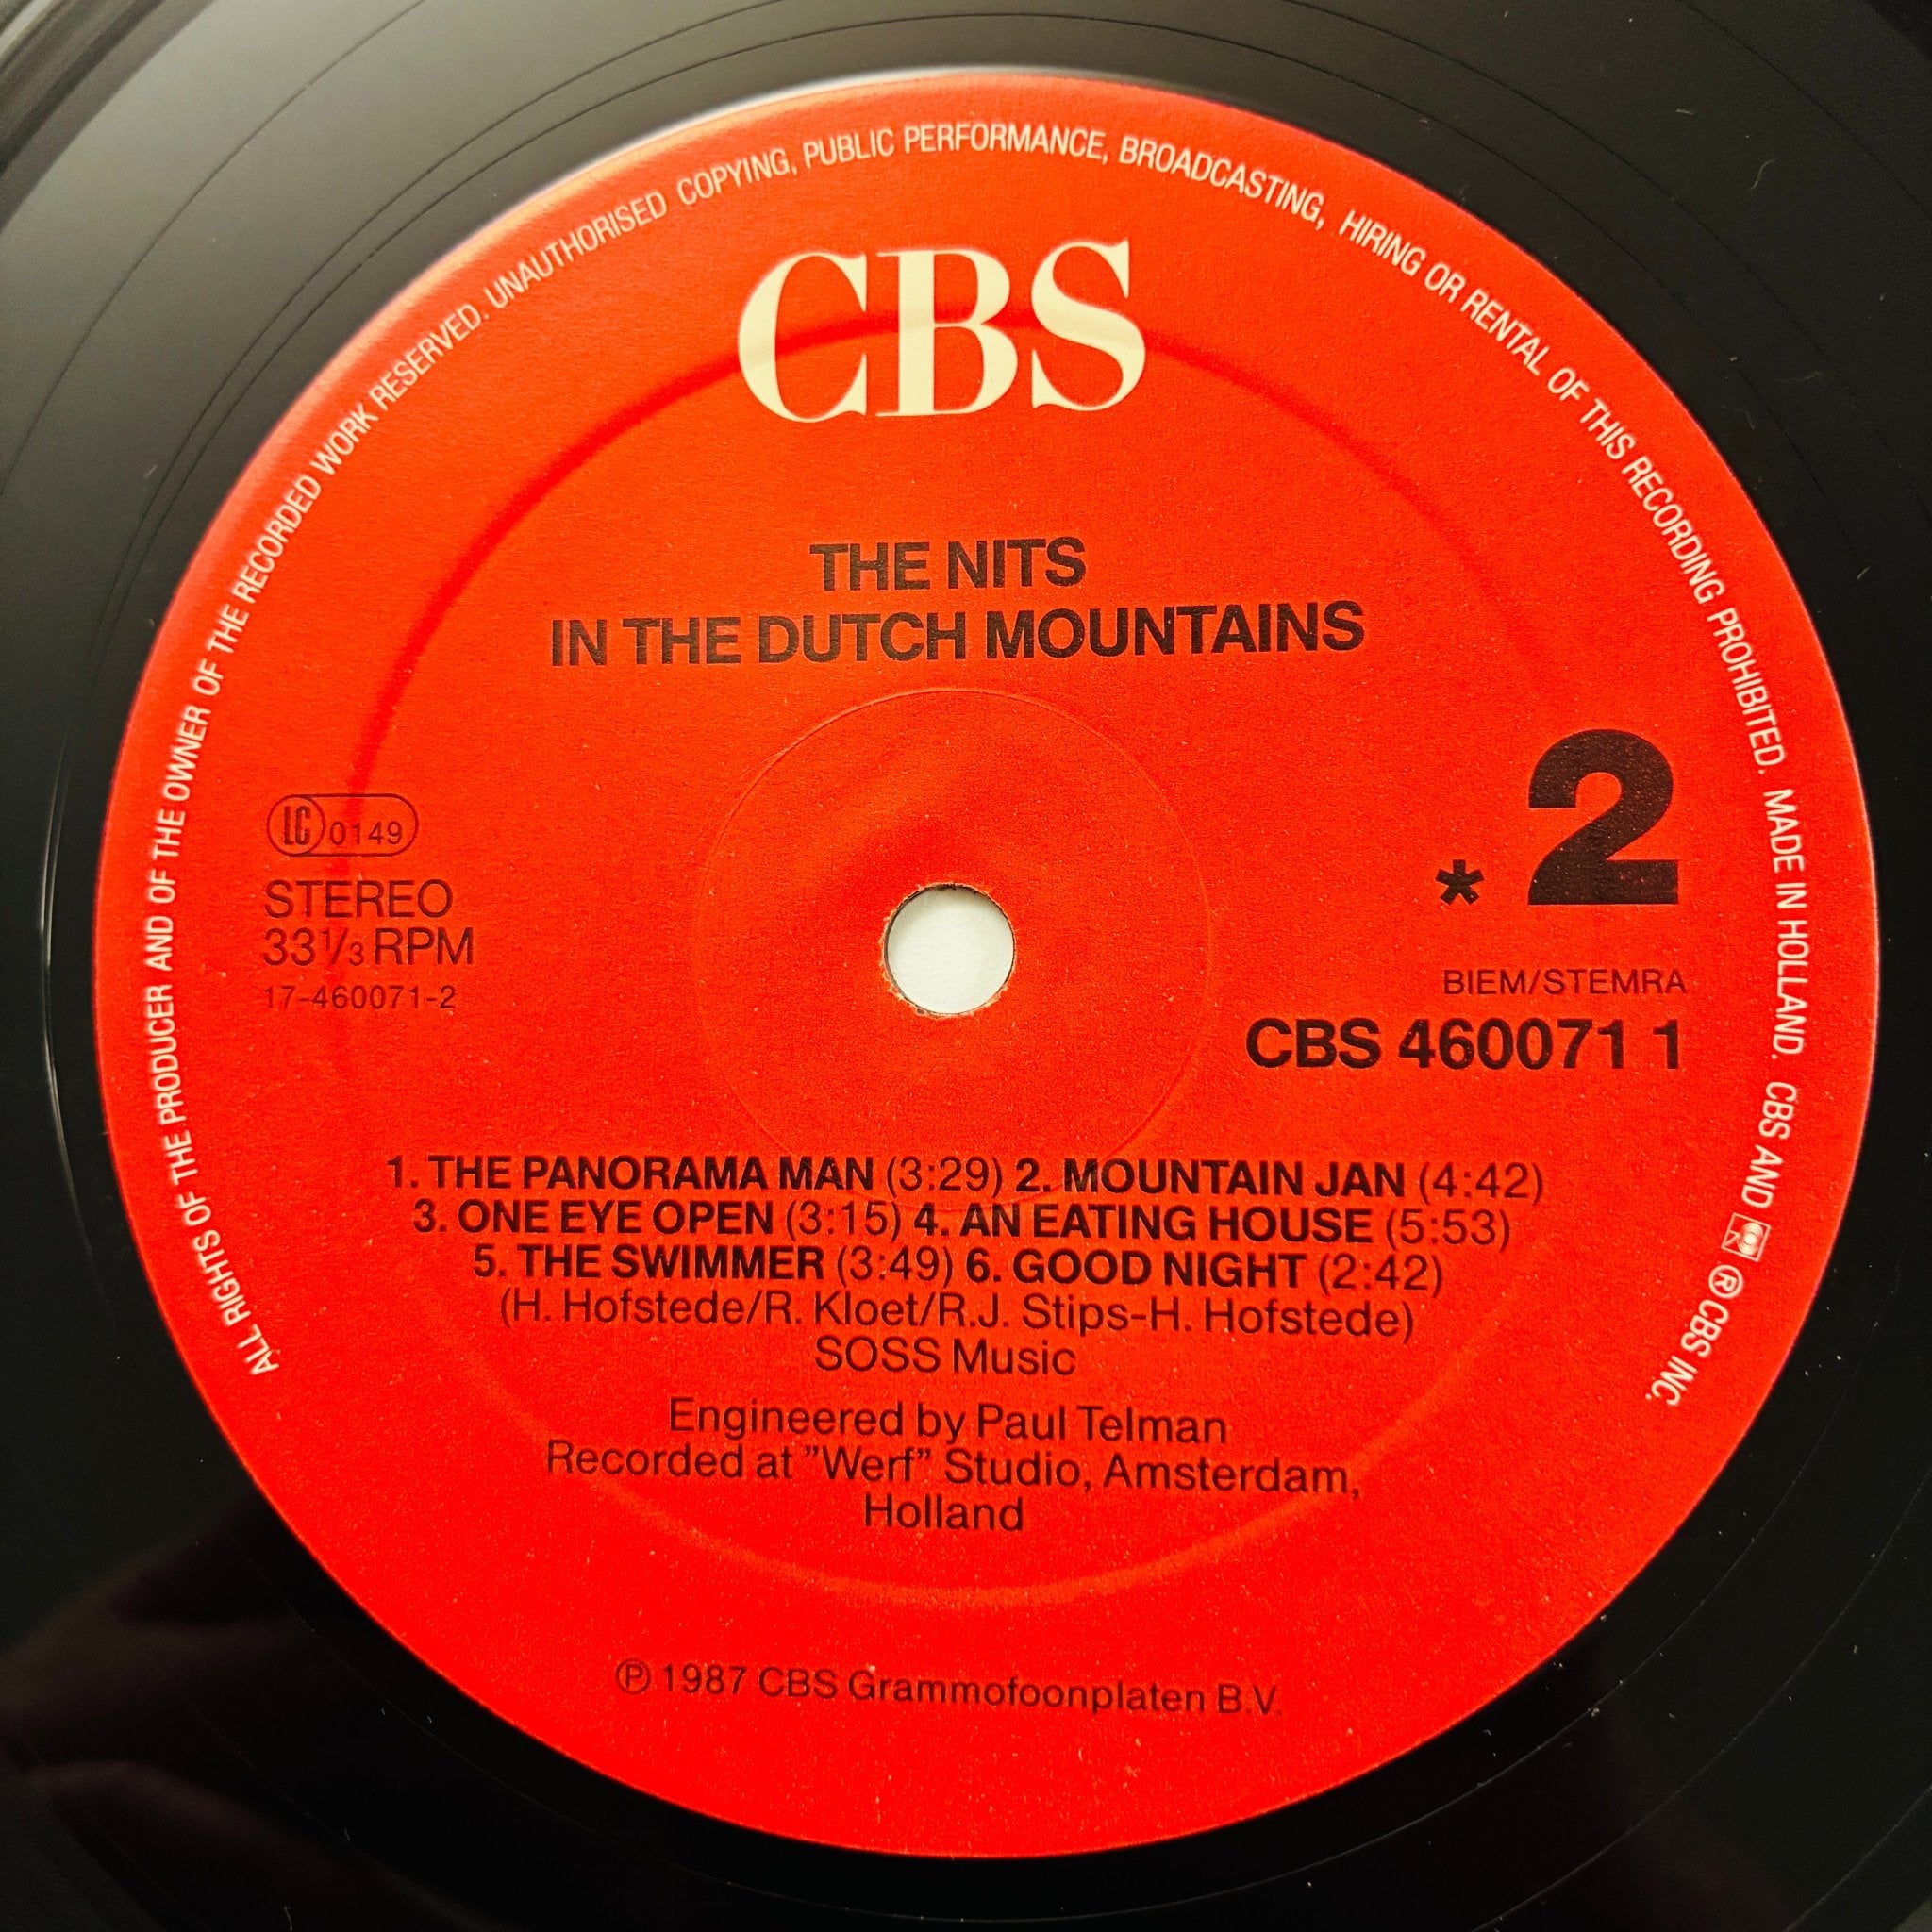 ALL RIGHTS OF THE PRODUCER AND OF THE OWNER OF THE RECORDED WORK RESERVED. UNAUTHORISED COPYING, PUBLIC PERFORMANCE, BROADCASTING, HIRING OR RENTAL OF THIS RECORDING PROHIBITED. MADE IN HOLLAND. CBS AND ® CBS INC.
CBS
THE NITS
IN THE DUTCH MOUNTAINS
LC 0149
STEREO
33 1/3 RPM
17-460071-2
* 2
BIEM/STEMRA
CBS 460071 1
1. THE PANORAMA MAN (3:29) 2. MOUNTAIN JAN (4:42)
3. ONE EYE OPEN (3:15) 4. AN EATING HOUSE (5:53)
5. THE SWIMMER (3:49) 6. GOOD NIGHT (2:42)
(H. Hofstede/R. Kloet/R.J. Stips-H. Hofstede)
SOSS Music
Engineered by Paul Telman
Recorded at ”Werf” Studio, Amsterdam,
Holland
℗ 1987 CBS Grammofoonplaten B.V.